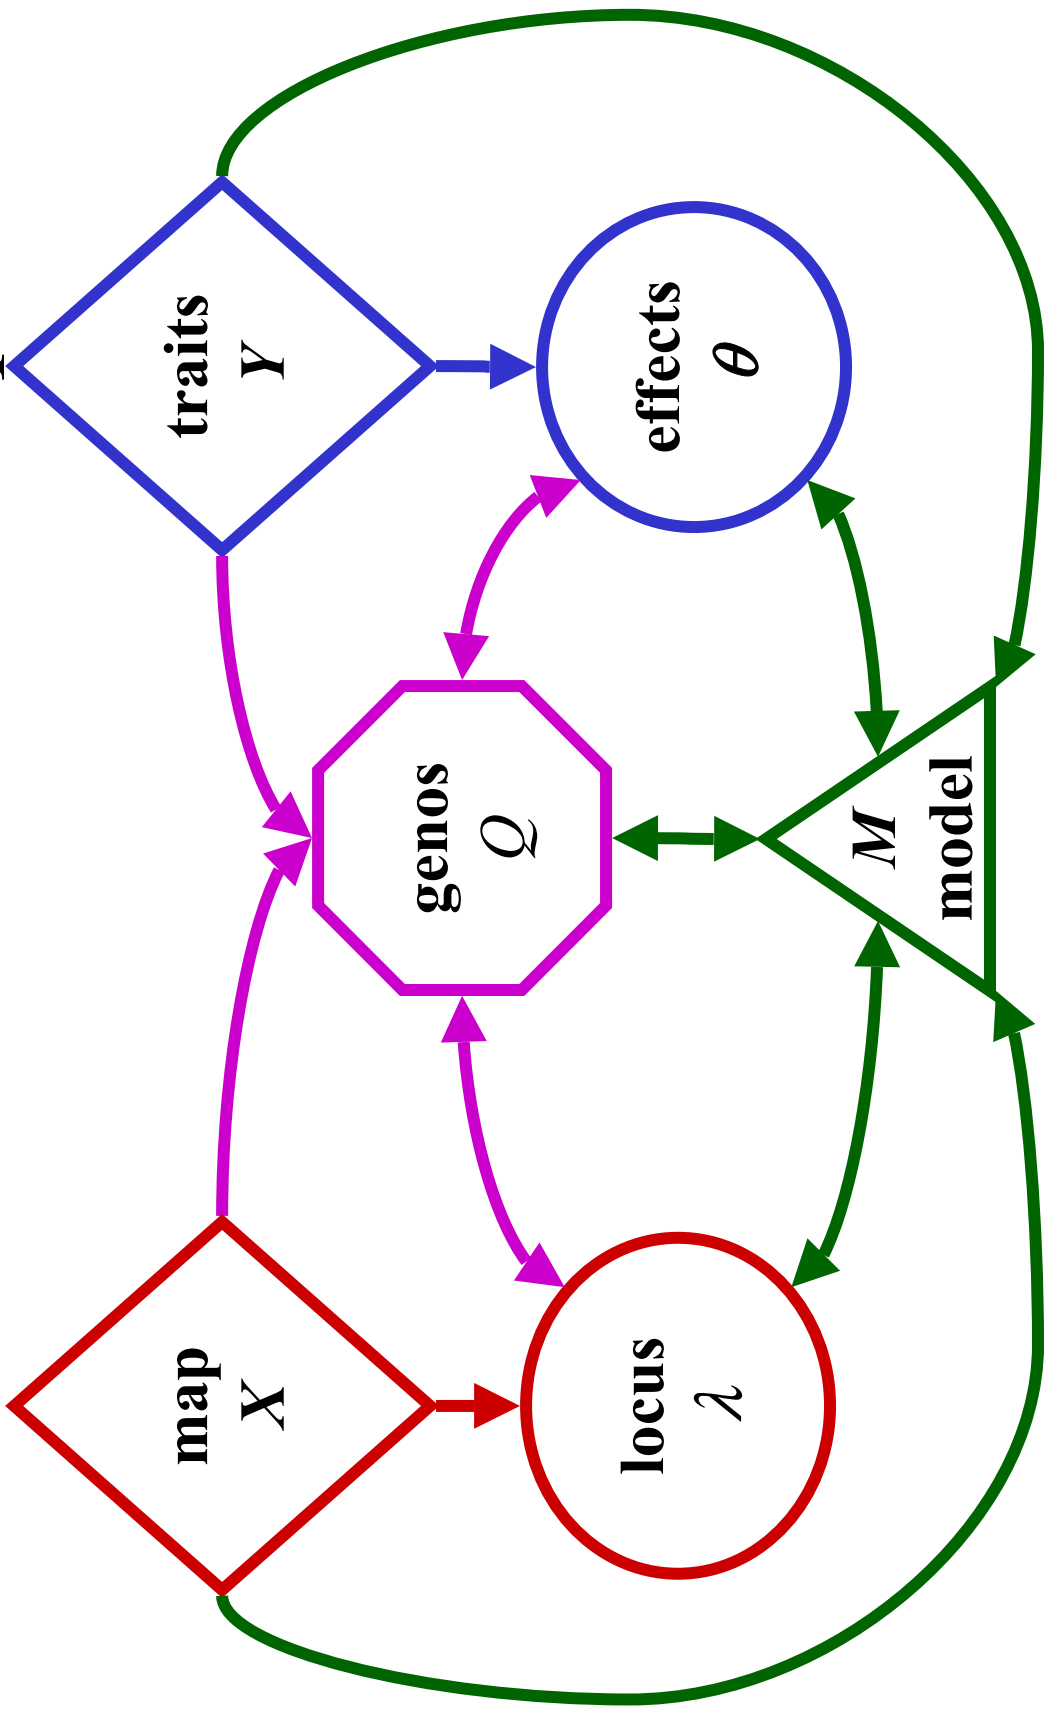 map
X
traits
Y
genos
Q
locus
λ
effects
θ
M
model